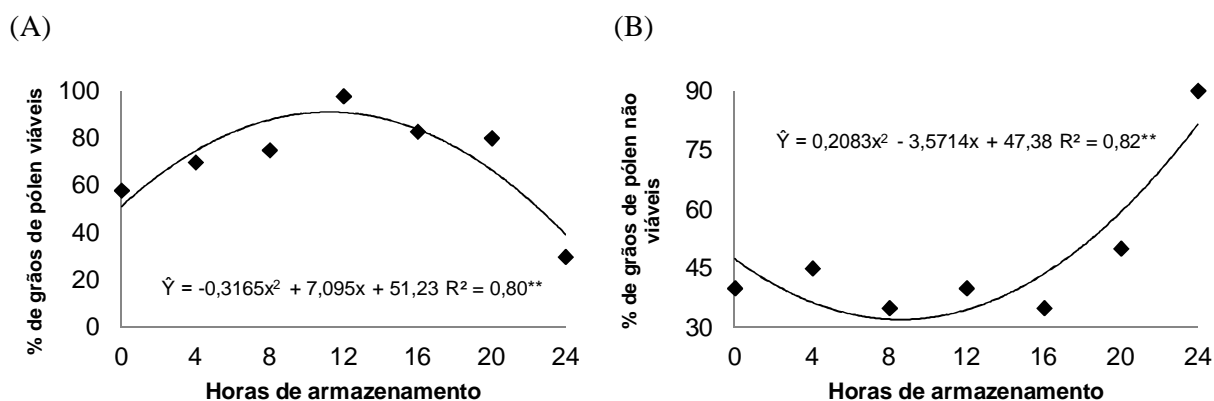 (A)
% de grãos de pólen viáveis
100
80
60
40
20
0
Ŷ = -0,3165x² + 7,095x + 51,23 R² = 0,80**
0 4 8 12 16 20 24
Horas de armazenamento
(B)
% de grãos de pólen não
viáveis
90
75
60
45
30
Ŷ = 0,2083x² - 3,5714x + 47,38 R² = 0,82**
0 4 8 12 16 20 24
Horas de armazenamento